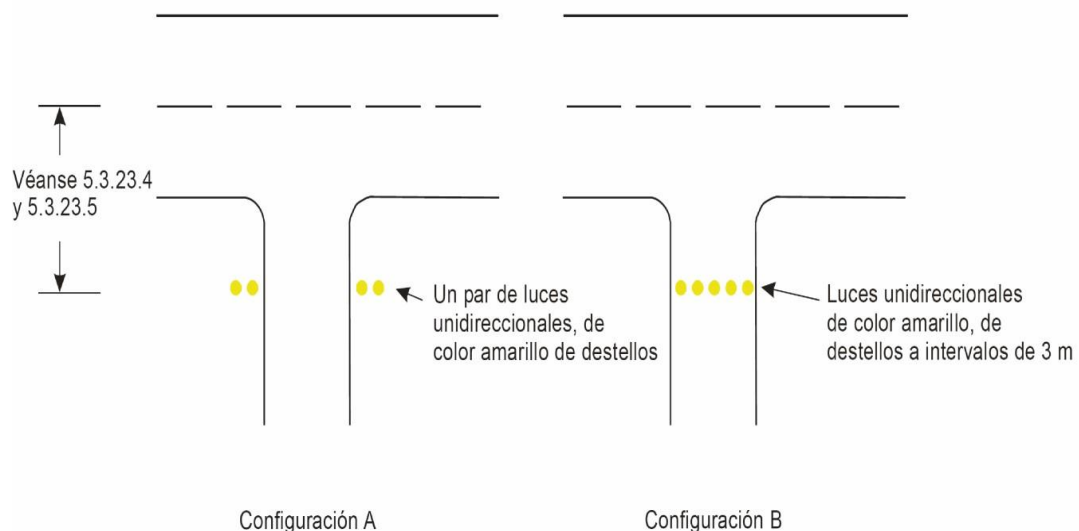 Véanse 5.3.23.4
y 5.3.23.5
Un par de luces
unidireccionales, de
color amarillo de destellos
Luces unidireccionales
de color amarillo, de
destellos a intervalos de 3 m
Configuración A
Configuración B